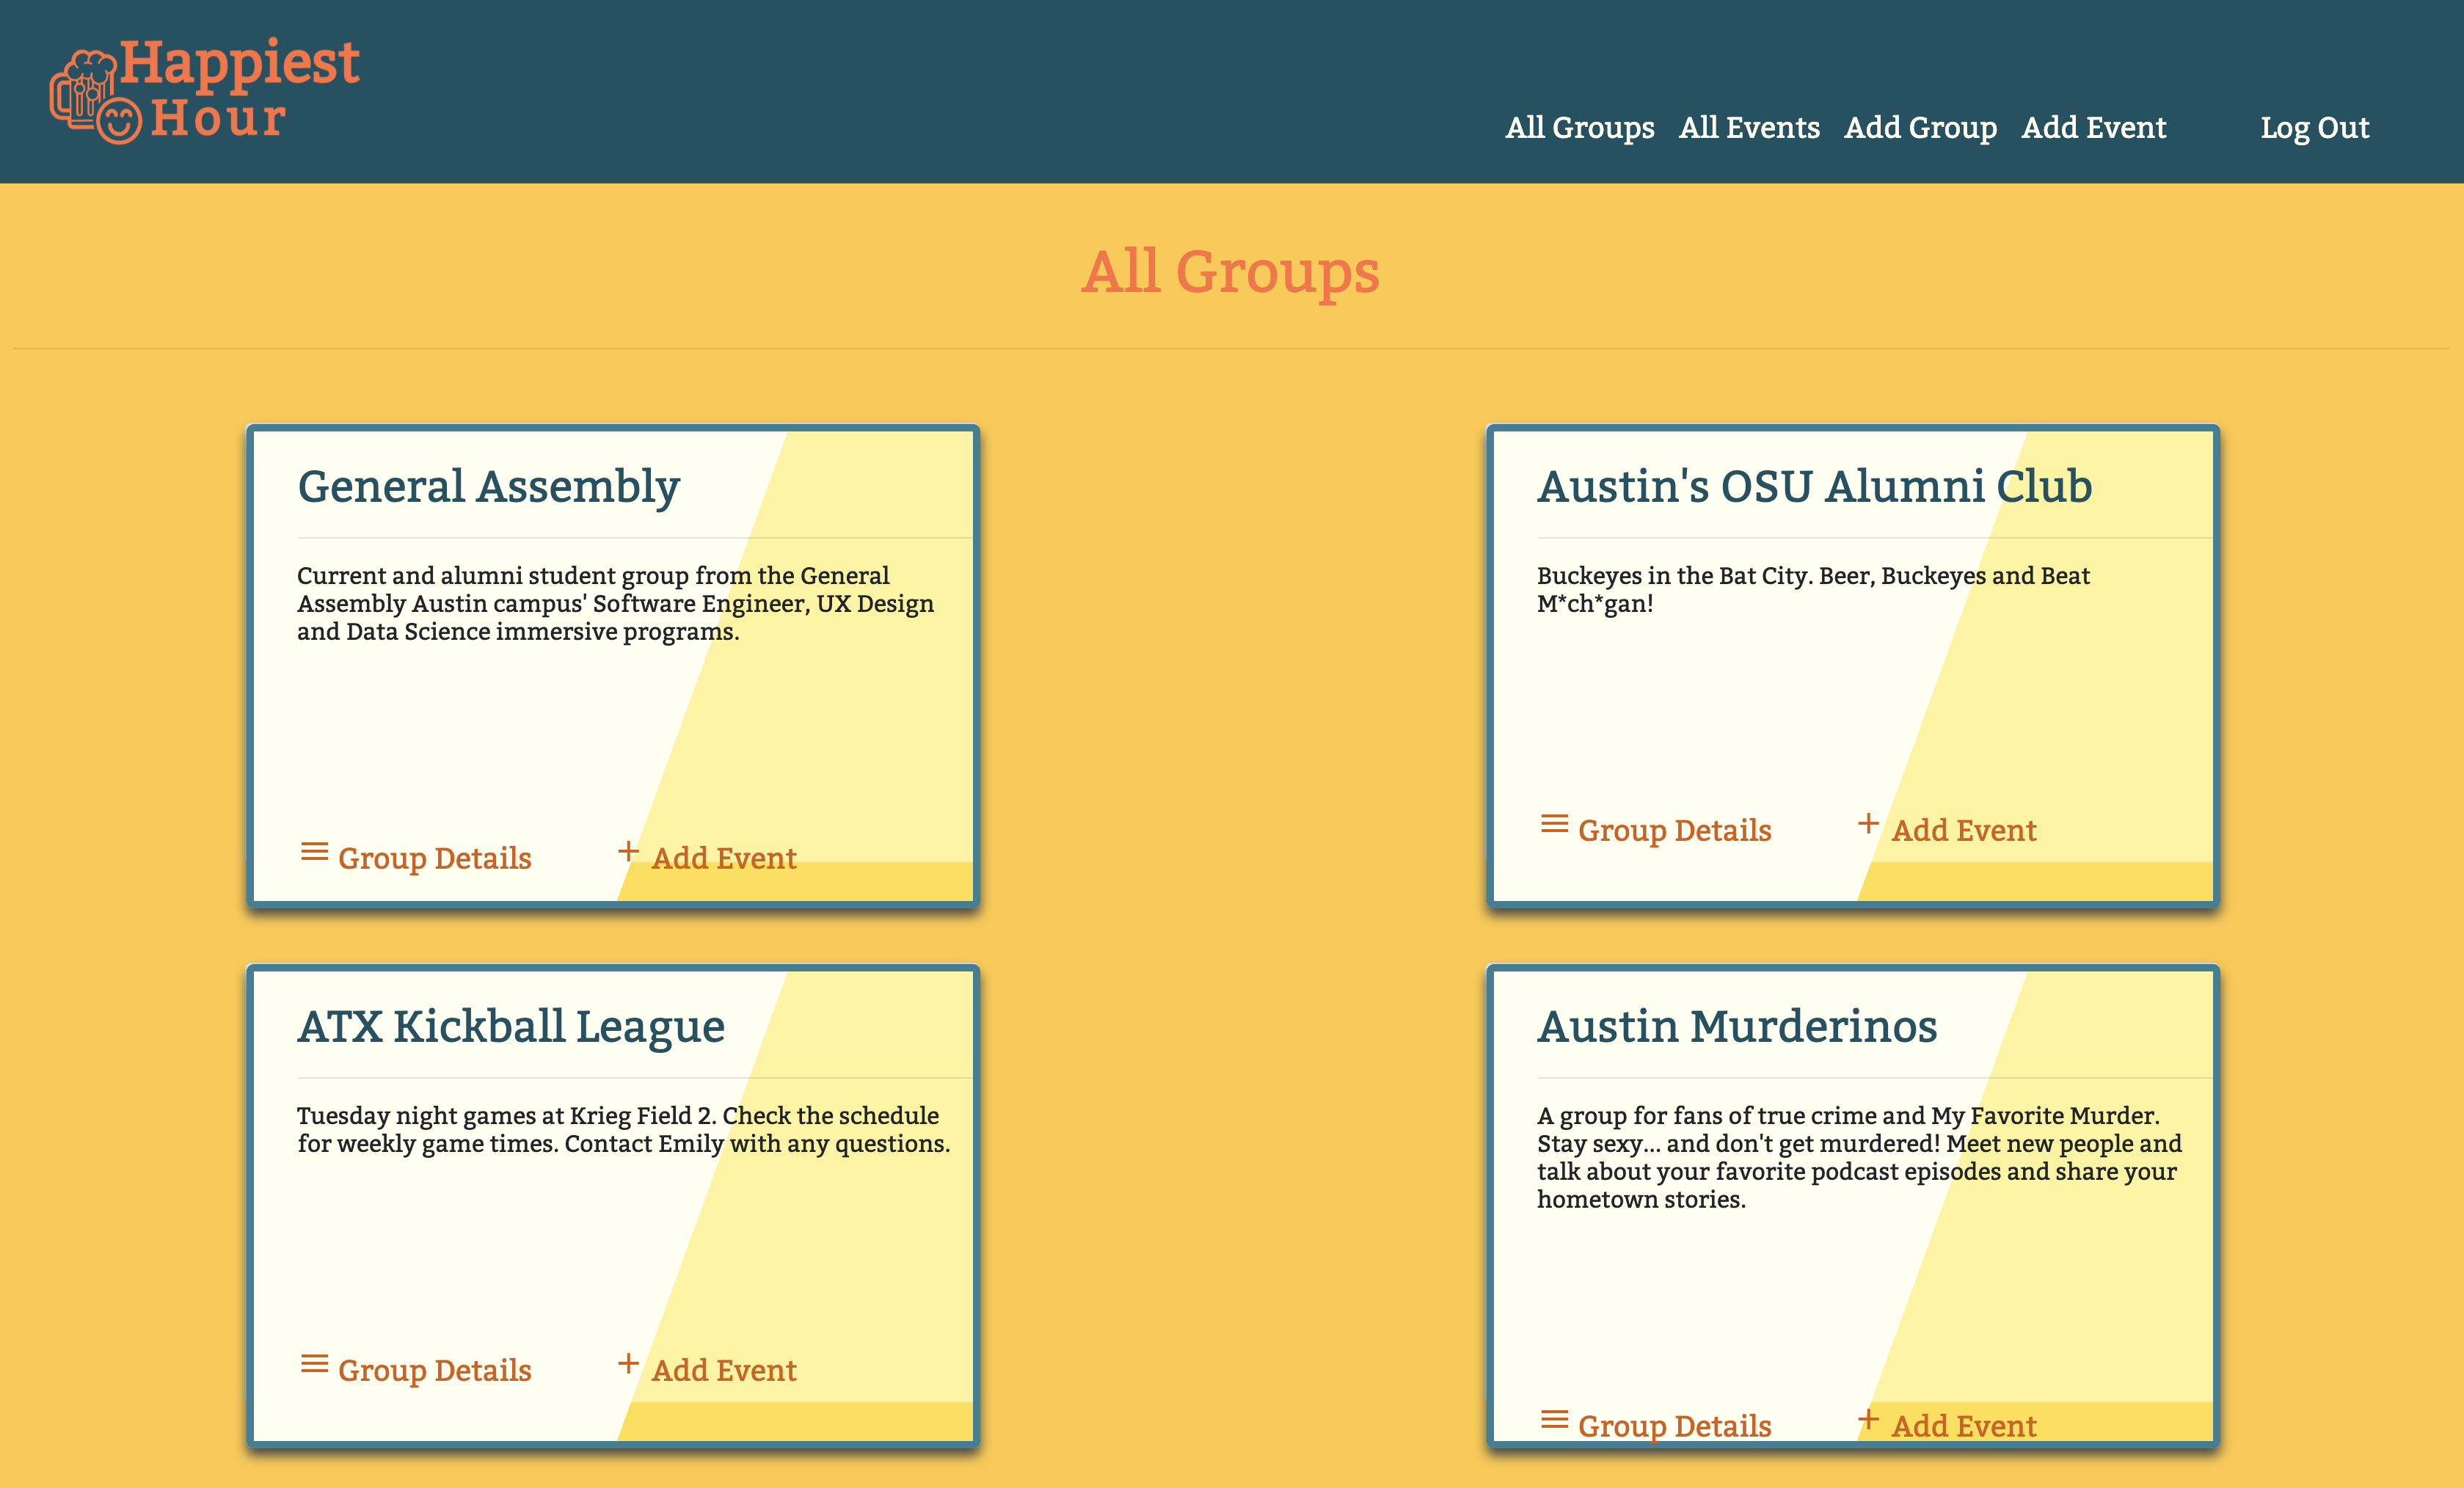 Happiest
Hour
All Groups All Events Add Group Add Event Log Out
All Groups
General Assembly
Current and alumni student group from the General
Assembly Austin campus' Software Engineer, UX Design
and Data Science immersive programs.
Group Details + Add Event
Austin's OSU Alumni Club
Buckeyes in the Bat City. Beer, Buckeyes and Beat
M*ch*gan!
Group Details + Add Event
ATX Kickball League
Tuesday night games at Krieg Field 2. Check the schedule
for weekly game times. Contact Emily with any questions.
Group Details + Add Event
Austin Murderinos
A group for fans of true crime and My Favorite Murder.
Stay sexy... and don't get murdered! Meet new people and
talk about your favorite podcast episodes and share your
hometown stories.
Group Details + Add Event